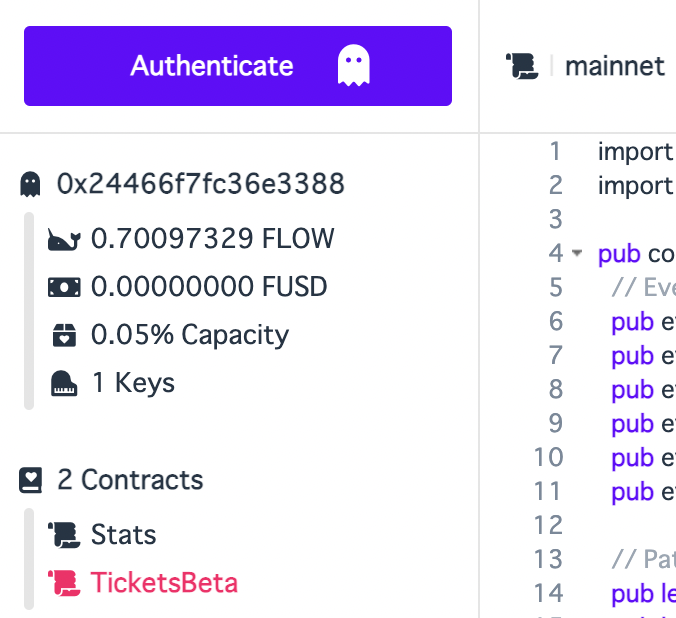 Authenticate
mainnet
0x24466f7fc36e3388
0.70097329 FLOW
0.00000000 FUSD
0.05% Capacity
1 Keys
2 Contracts
Stats
TicketsBeta
1 import
2 import
3
4 pub co
5 // Eve
6 pub e
7 pub e
8 pub e
9 pub e
10 pub e
11 pub e
12
13 // Pat
14 pub le